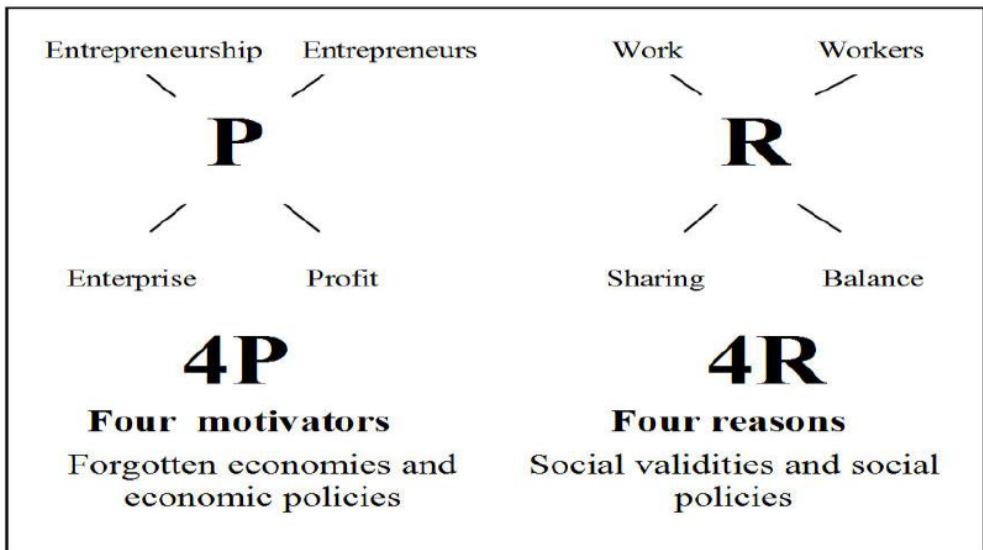 Entrepreneurship Entrepreneurs
P
Enterprise Profit
4P
Four motivators
Forgotten economies and
economic policies
Work Workers
R
Sharing Balance
4R
Four reasons
Social validities and social
policies